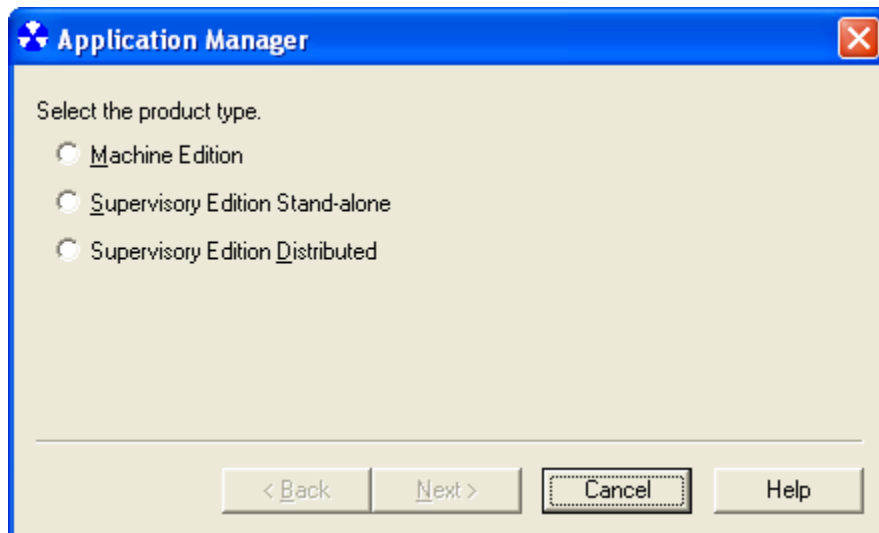 Application Manager
Select the product type.
Machine Edition
Supervisory Edition Stand-alone
Supervisory Edition Distributed
< Back Next > Cancel Help